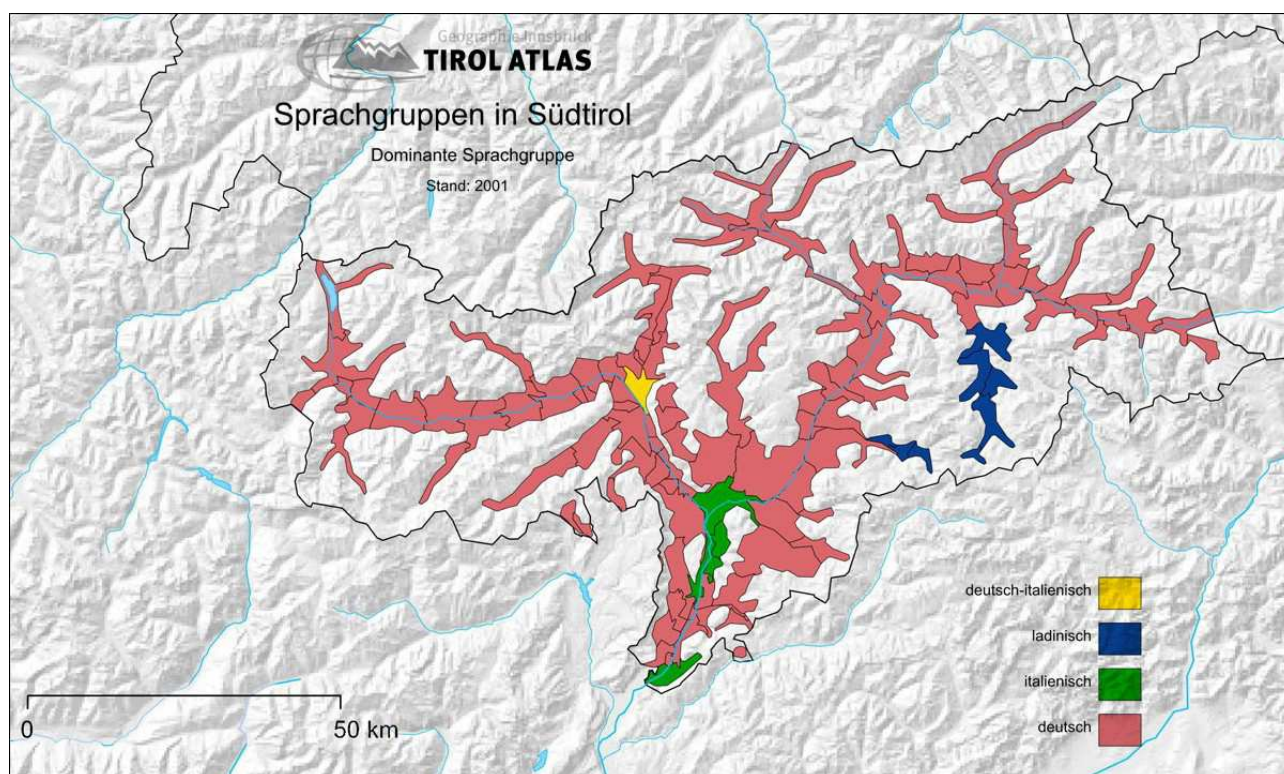 Geographie Innsbruck
TIROL ATLAS
Sprachgruppen in Südtirol
Dominante Sprachgruppe
Stand: 2001
deutsch-italienisch
ladinisch
italienisch
deutsch
0
50 km